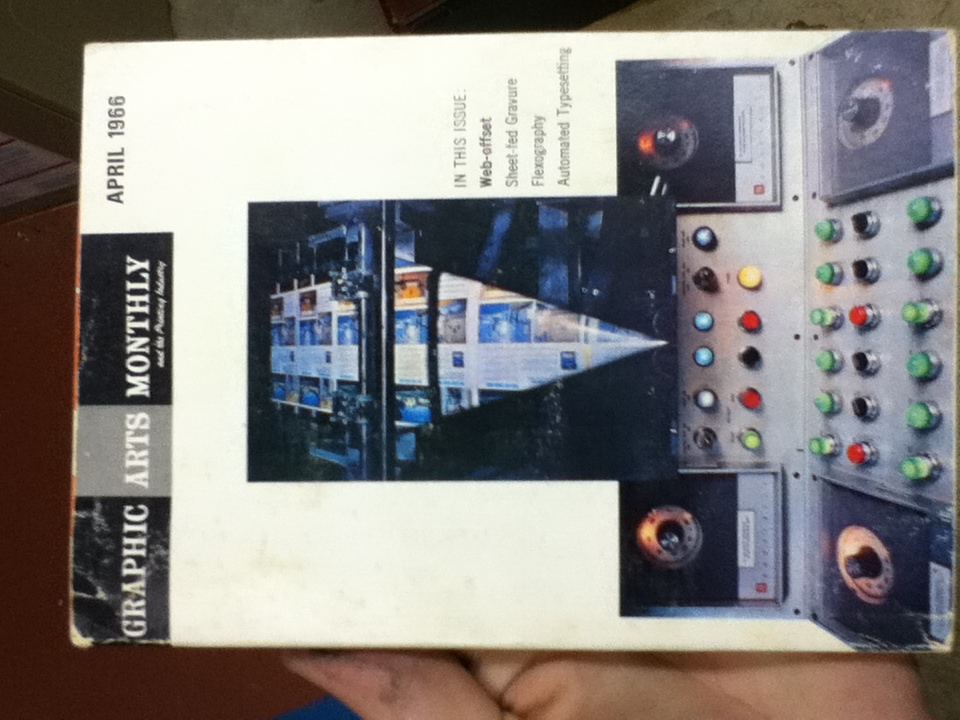 GRAPHIC ARTS MONTHLY
and the Printing Industry
APRIL 1966
IN THIS ISSUE:
Web-offset
Sheet-fed Gravure
Flexography
Automated Typesetting